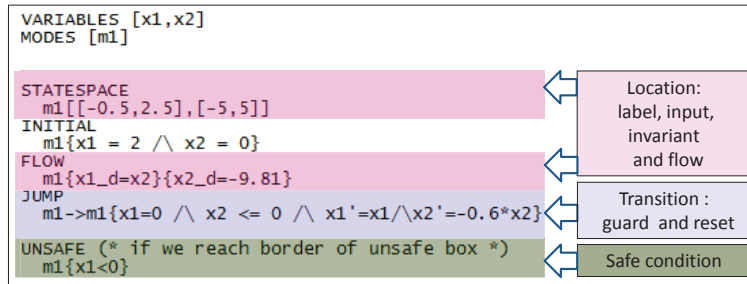 VARIABLES [x1,x2]
MODES [m1]
STATESPACE
m1[[-0.5,2.5],[-5,5]]
INITIAL
m1{x1 = 2 /\ x2 = 0}
FLOW
m1{x1_d=x2}{x2_d=-9.81}
JUMP
m1->m1{x1=0 /\ x2 <= 0 /\ x1'=x1/\x2'=-0.6*x2}
UNSAFE (* if we reach border of unsafe box *)
m1{x1<0}
Location:
label, input,
invariant
and flow
Transition :
guard and reset
Safe condition